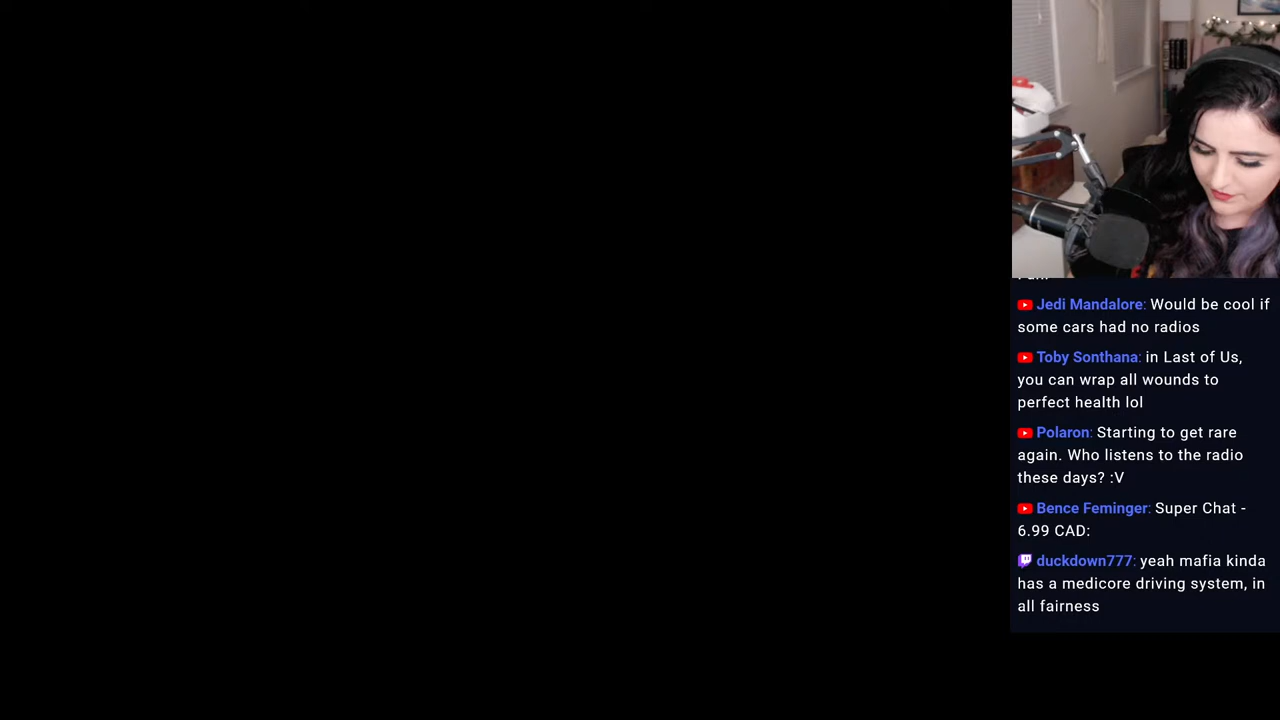 Jedi Mandalore: Would be cool if
some cars had no radios
Toby Sonthana: in Last of Us,
you can wrap all wounds to
perfect health lol
Polaron: Starting to get rare
again. Who listens to the radio
these days? :V
Bence Feminger: Super Chat -
6.99 CAD:
duckdown777: yeah mafia kinda
has a medicore driving system, in
all fairness